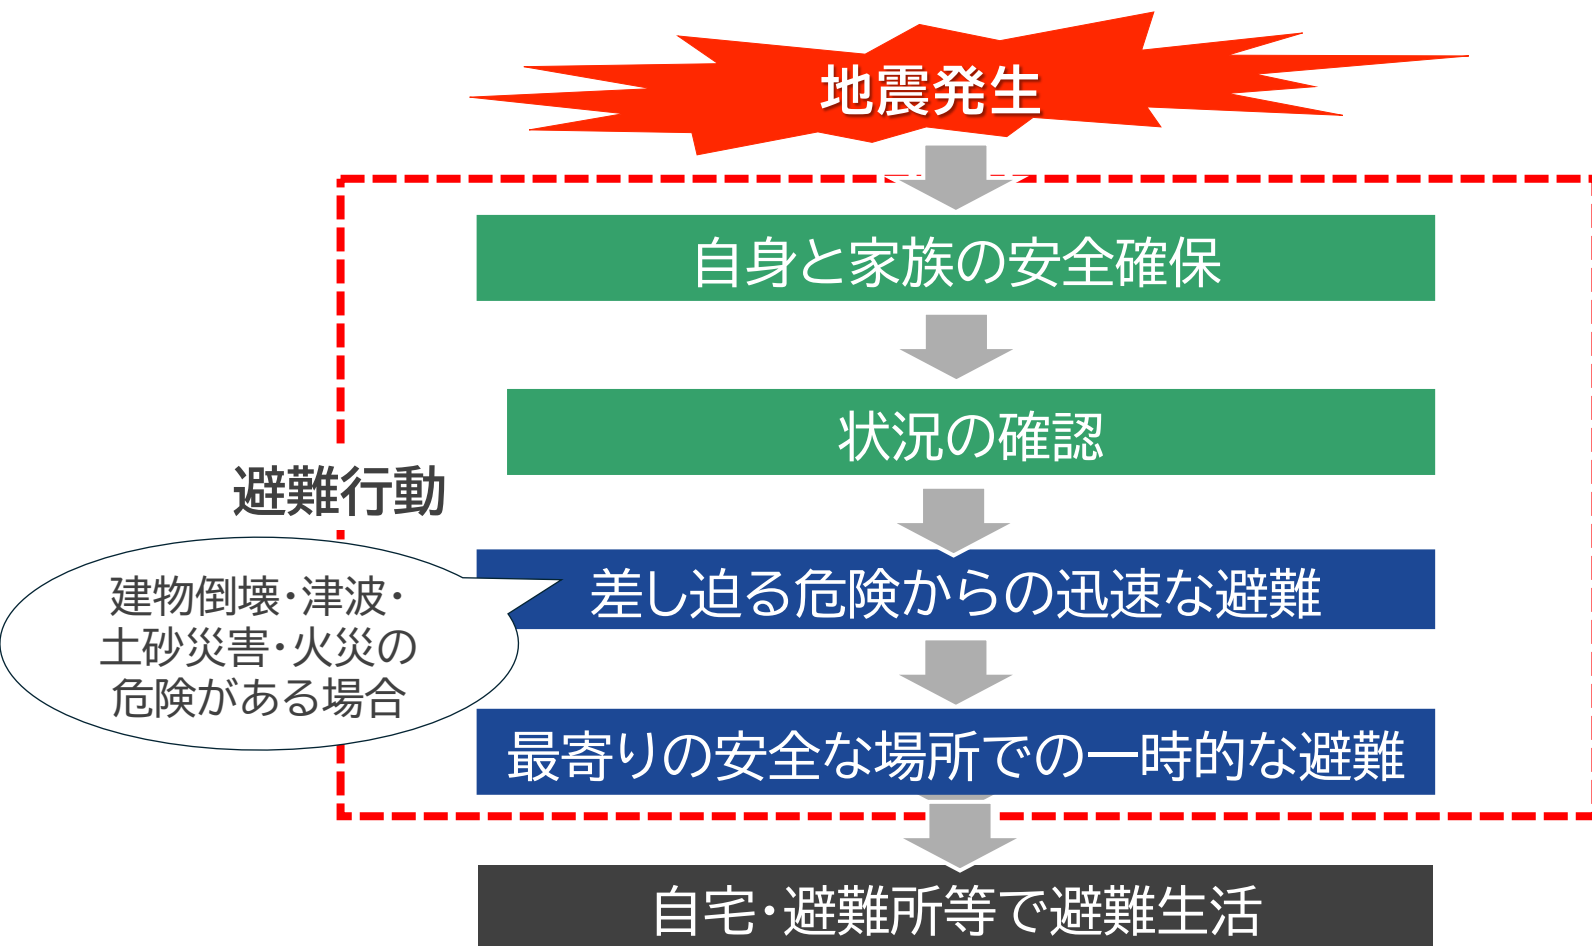 地震発生
自身と家族の安全確保
状況の確認
避難行動
差し迫る危険からの迅速な避難
建物倒壊・津波・
土砂災害・火災の
危険がある場合
最寄りの安全な場所での一時的な避難
自宅・避難所等で避難生活